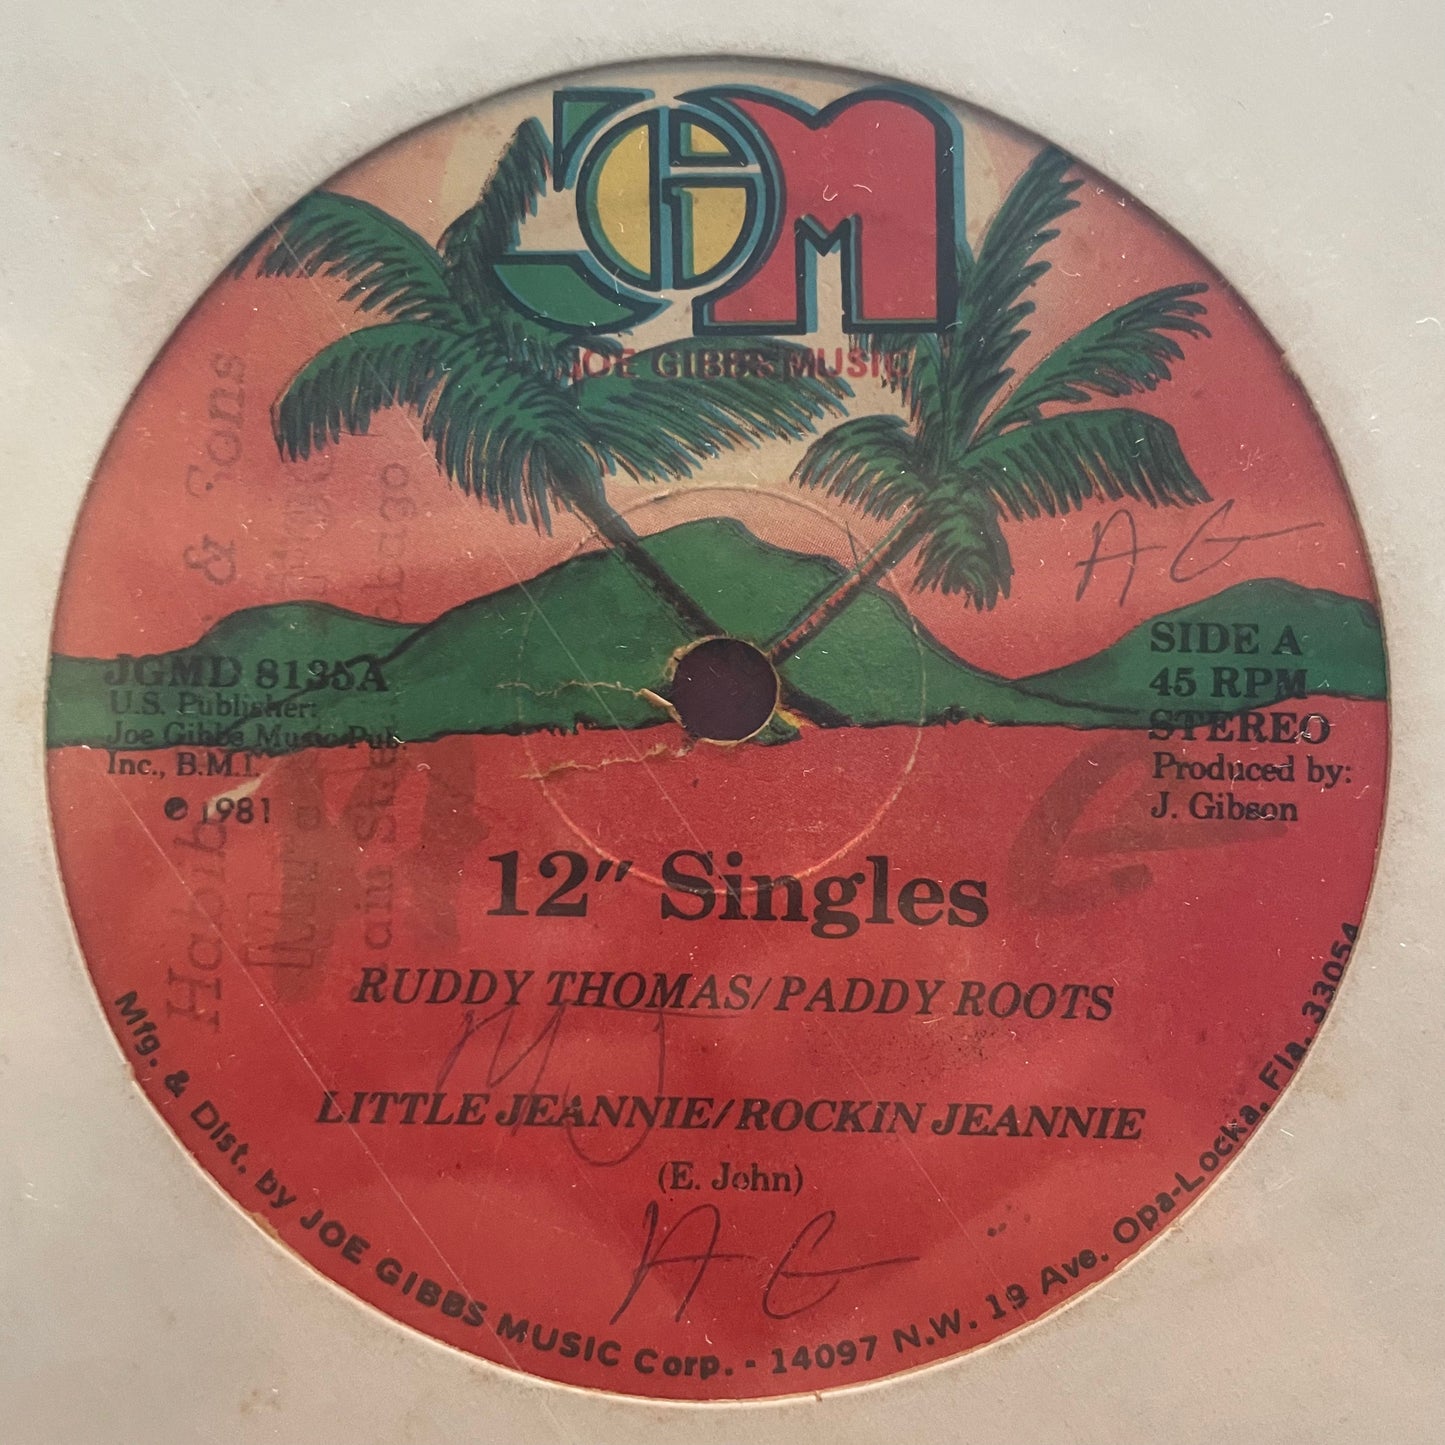 JGM
JOE GIBBS MUSIC
A G
JGMD 8135A
U.S. Publisher:
Joe Gibbs Music Pub.
Inc., B.M.I.
℗ 1981
SIDE A
45 RPM
STEREO
Produced by:
J. Gibson
Habib & Sons
12" Singles
RUDDY THOMAS/PADDY ROOTS
LITTLE JEANNIE/ROCKIN JEANNIE
(E. John)
A G
Mfg. & Dist. by JOE GIBBS MUSIC Corp. - 14097 N.W. 19 Ave. Opa-Locka, Fla. 33054